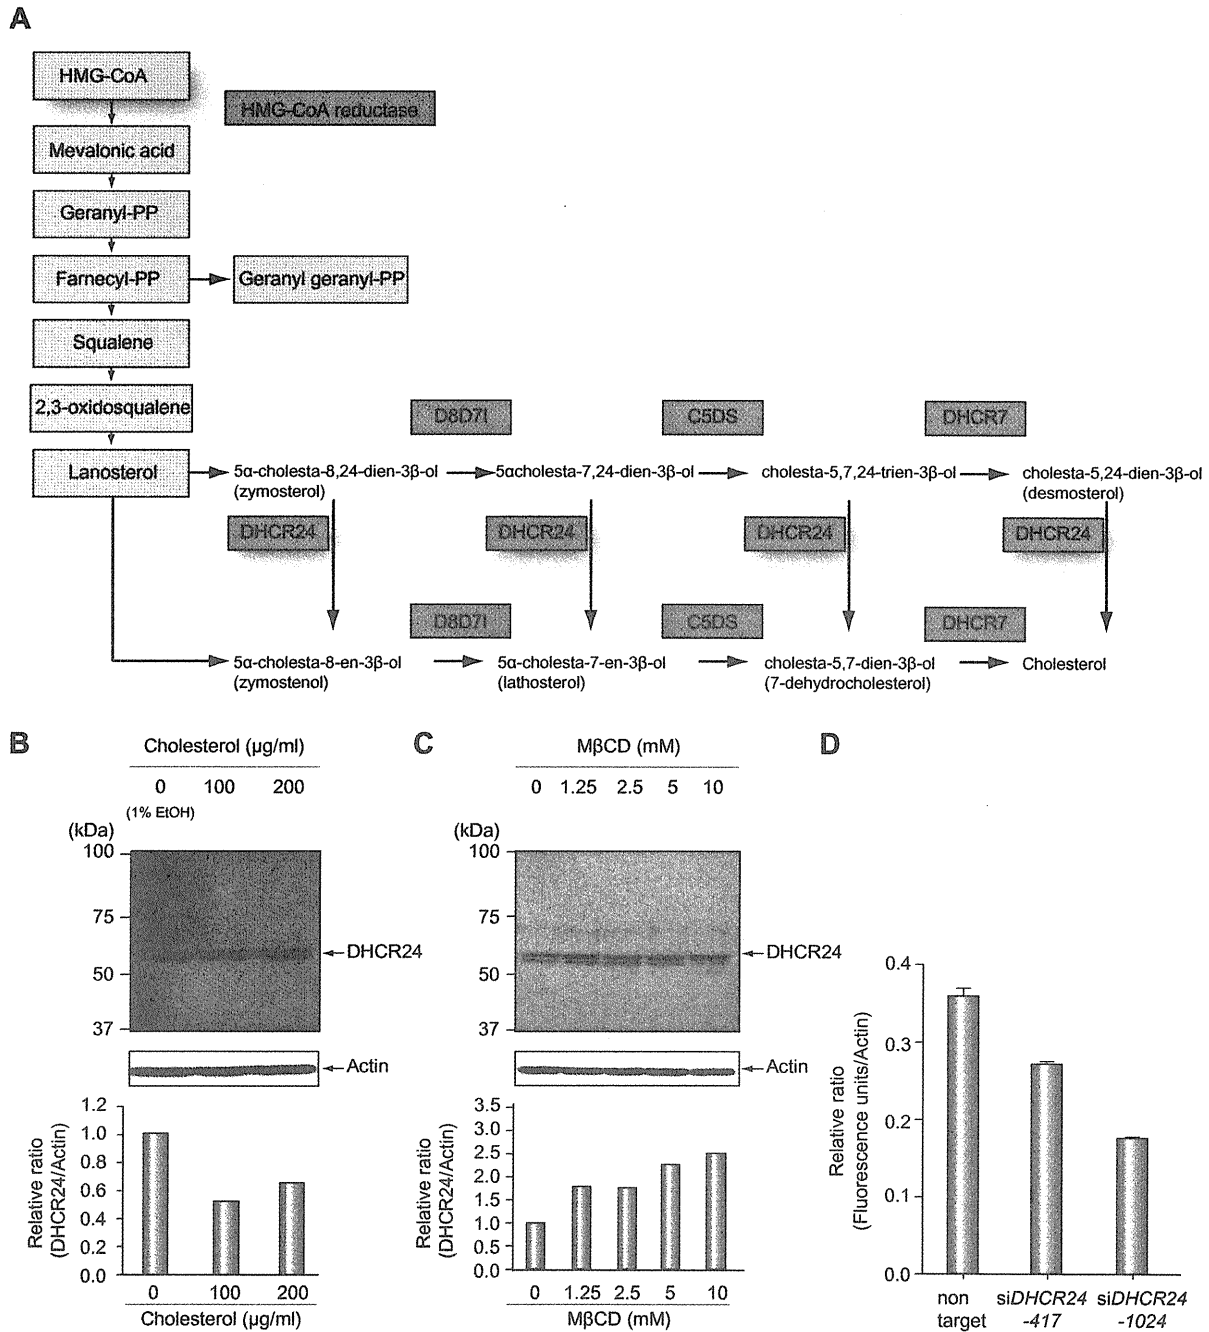 A
HMG-CoA
HMG-CoA reductase
Mevalonic acid
Geranyl-PP
Farnecyl-PP
Geranyl geranyl-PP
Squalene
2,3-oxidosqualene
D8D7I
C5DS
DHCR7
Lanosterol
5α-cholesta-8,24-dien-3β-ol
(zymosterol)
5αcholesta-7,24-dien-3β-ol
cholesta-5,7,24-trien-3β-ol
cholesta-5,24-dien-3β-ol
(desmosterol)
DHCR24
DHCR24
DHCR24
DHCR24
D8D7I
C5DS
DHCR7
5α-cholesta-8-en-3β-ol
(zymostenol)
5α-cholesta-7-en-3β-ol
(lathosterol)
cholesta-5,7-dien-3β-ol
(7-dehydrocholesterol)
Cholesterol
B
Cholesterol (µg/ml)
0 100 200
(1% EtOH)
(kDa)
100
75
50
37
DHCR24
Actin
1.2
1.0
0.8
0.6
0.4
0.2
0.0
Relative ratio
(DHCR24/Actin)
0 100 200
Cholesterol (µg/ml)
C
MβCD (mM)
0 1.25 2.5 5 10
(kDa)
100
75
50
37
DHCR24
Actin
3.5
3.0
2.5
2.0
1.5
1.0
0.5
0.0
Relative ratio
(DHCR24/Actin)
0 1.25 2.5 5 10
MβCD (mM)
D
0.4
0.3
0.2
0.1
0.0
Relative ratio
(Fluorescence units/Actin)
non
target
siDHCR24
-417
siDHCR24
-1024